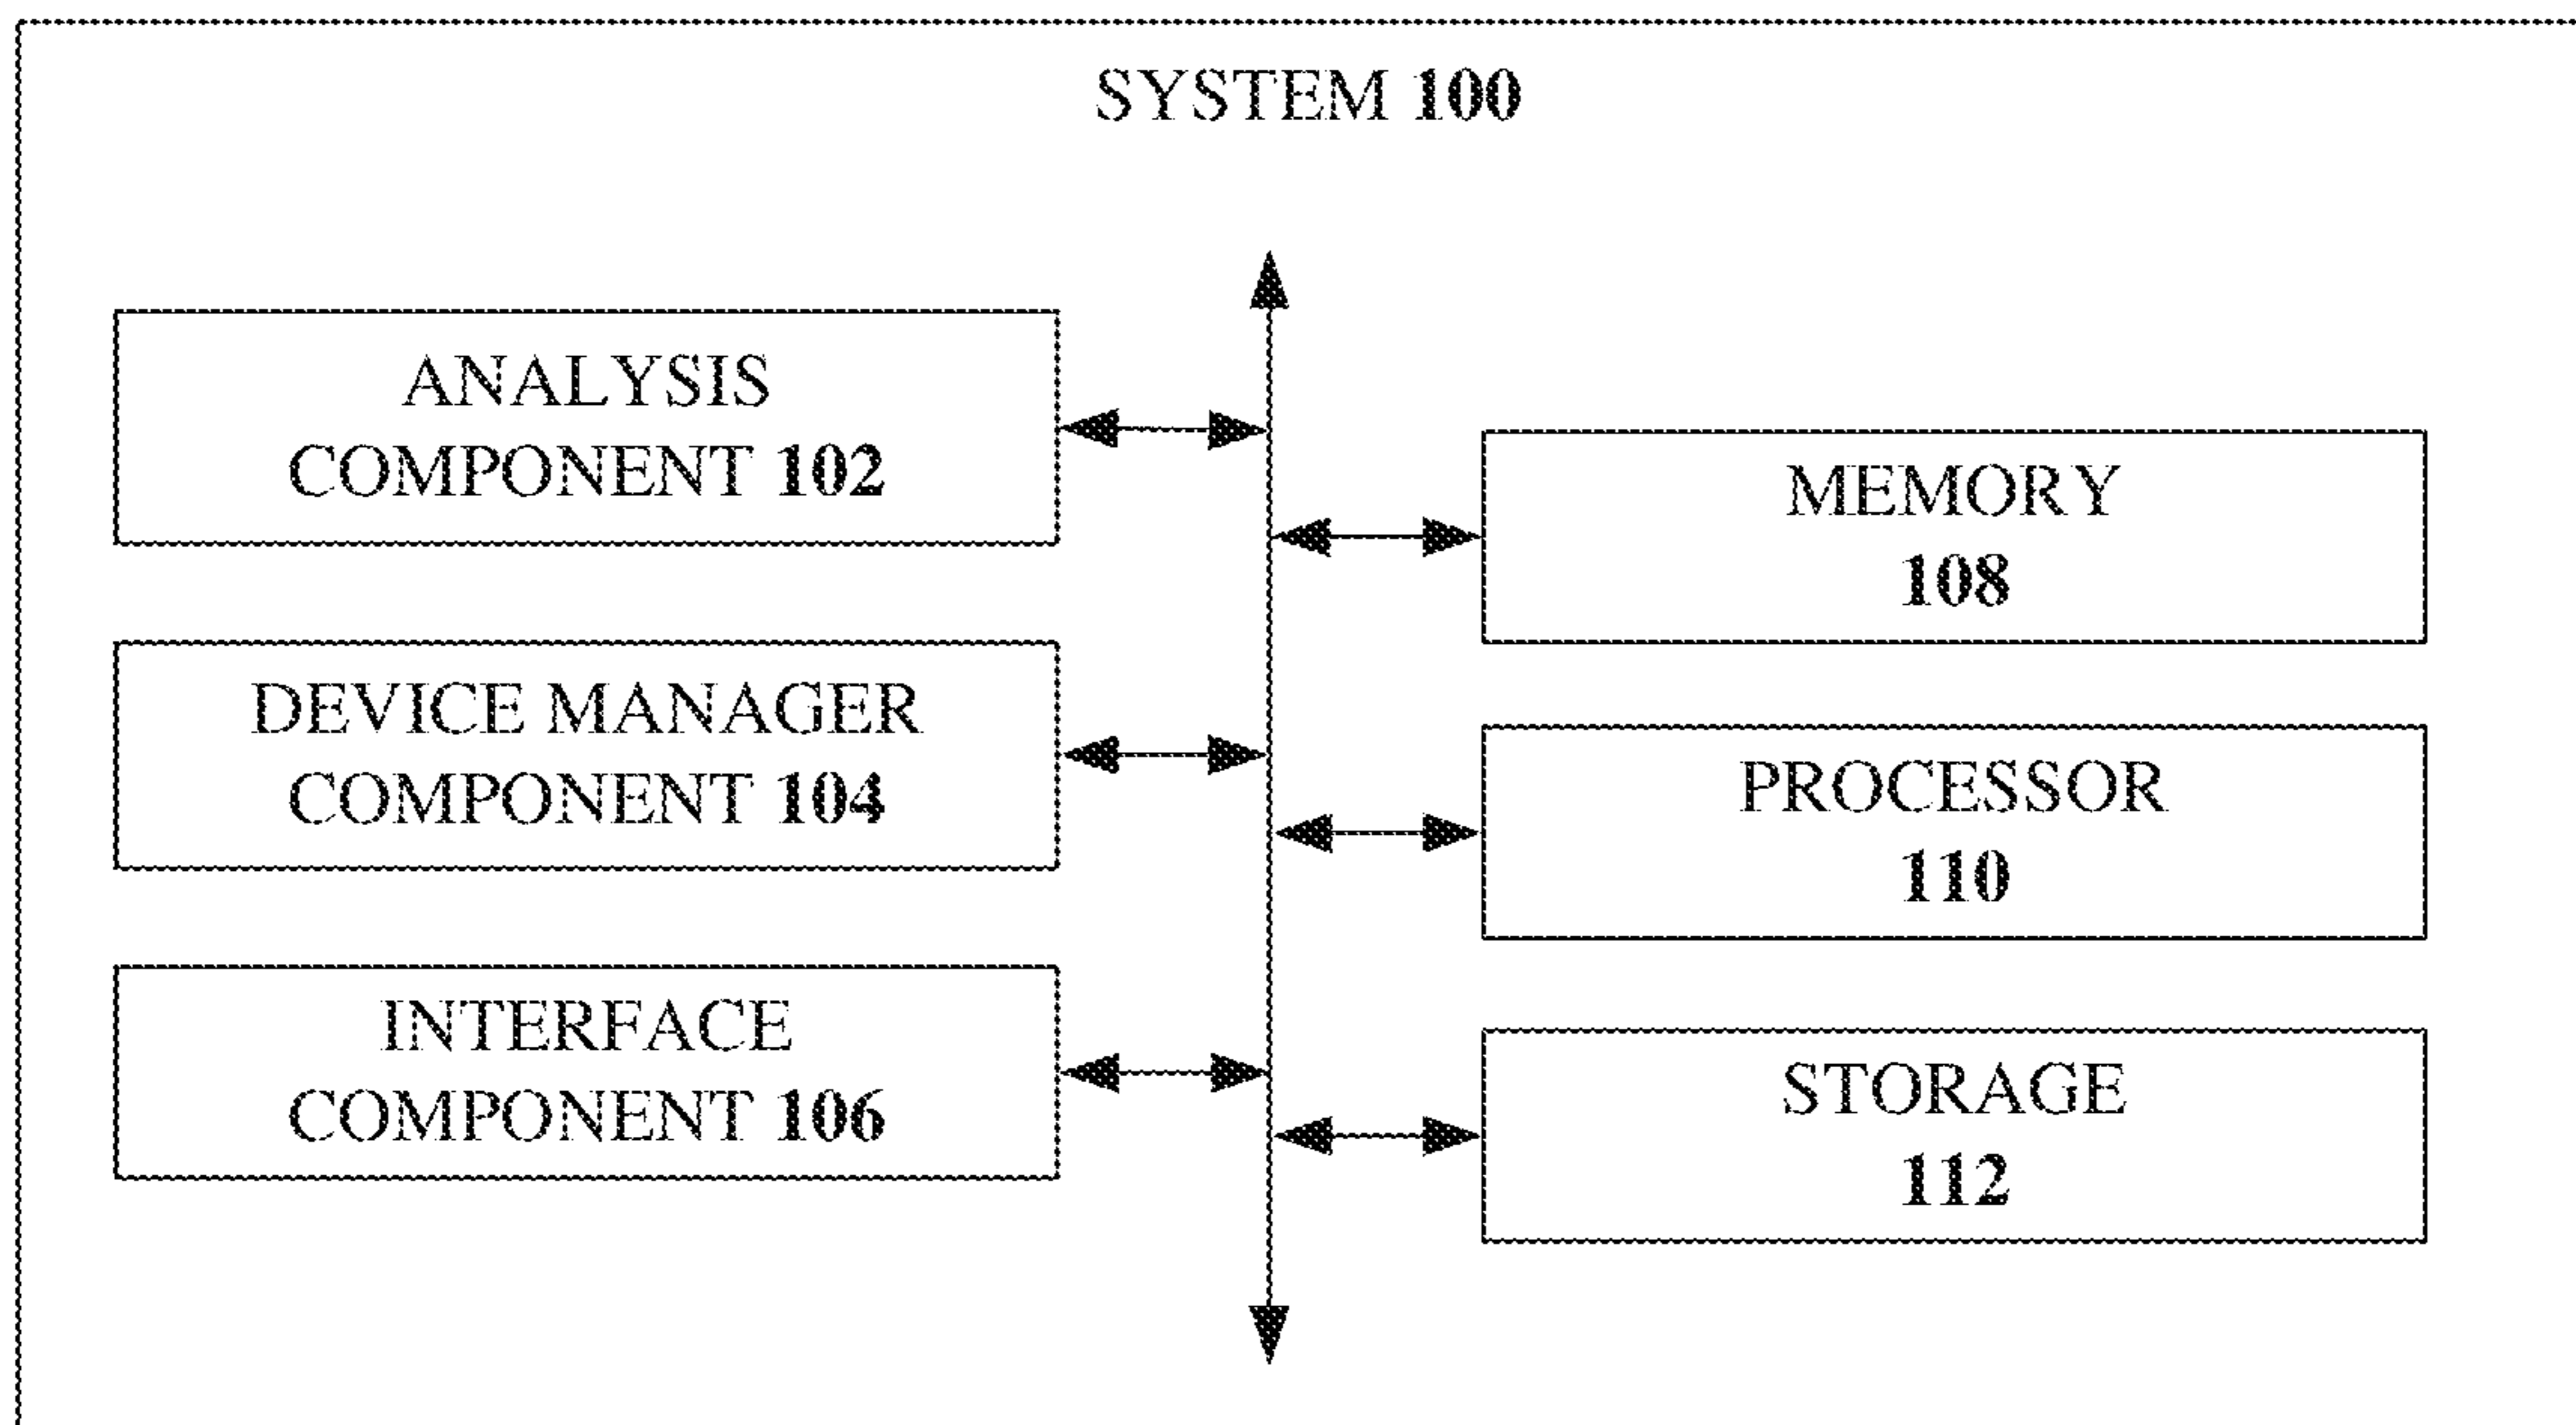 SYSTEM 100
ANALYSIS
COMPONENT 102
DEVICE MANAGER
COMPONENT 104
INTERFACE
COMPONENT 106
MEMORY
108
PROCESSOR
110
STORAGE
112